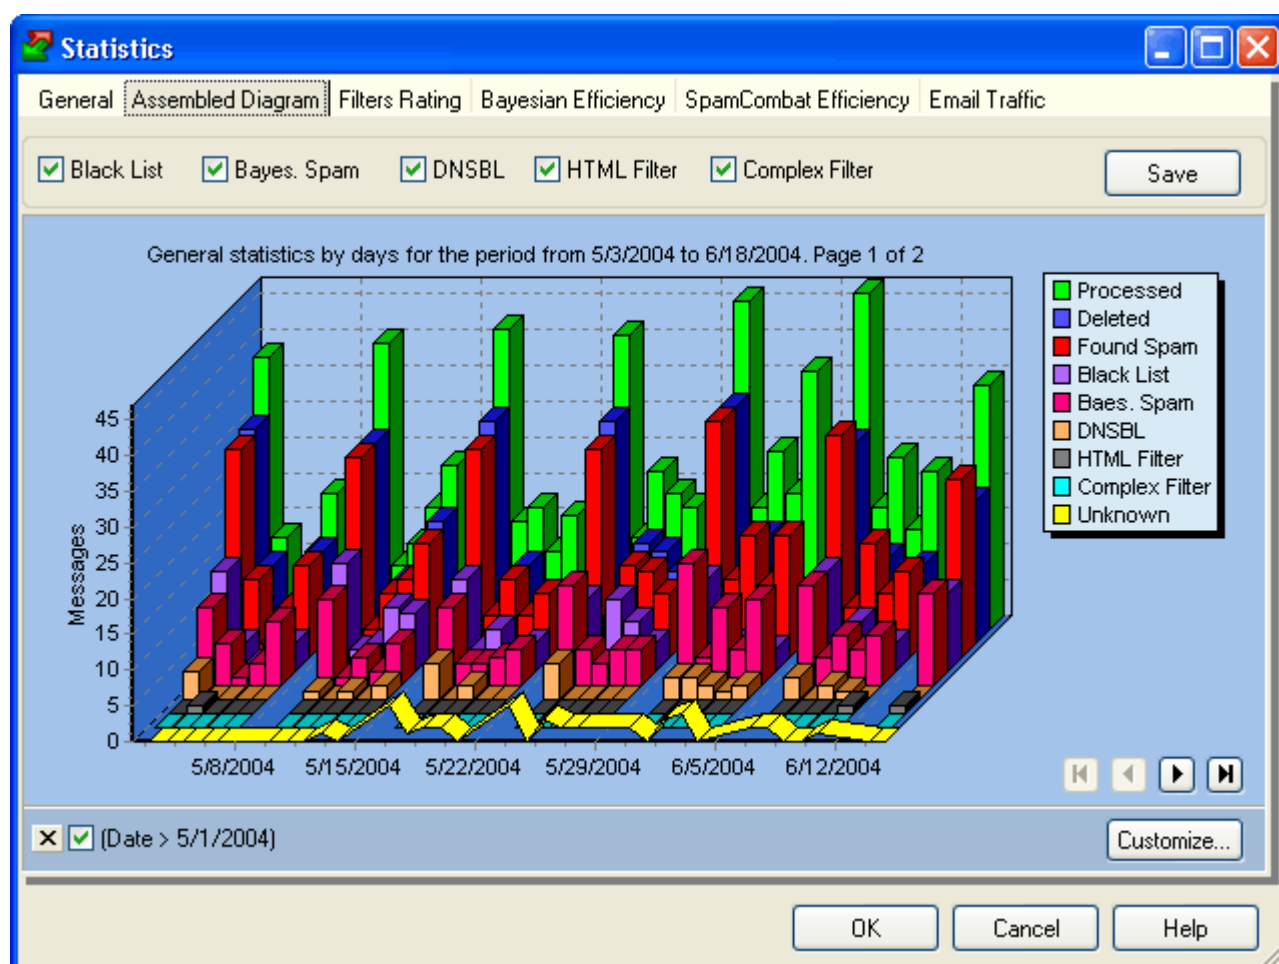 Statistics
General Assembled Diagram Filters Rating Bayesian Efficiency SpamCombat Efficiency Email Traffic
Black List Bayes. Spam DNSBL HTML Filter Complex Filter Save
General statistics by days for the period from 5/3/2004 to 6/18/2004. Page 1 of 2
Processed
Deleted
Found Spam
Black List
Baes. Spam
DNSBL
HTML Filter
Complex Filter
Unknown
Messages
45
40
35
30
25
20
15
10
5
0
5/8/2004 5/15/2004 5/22/2004 5/29/2004 6/5/2004 6/12/2004
(Date > 5/1/2004) Customize...
OK Cancel Help